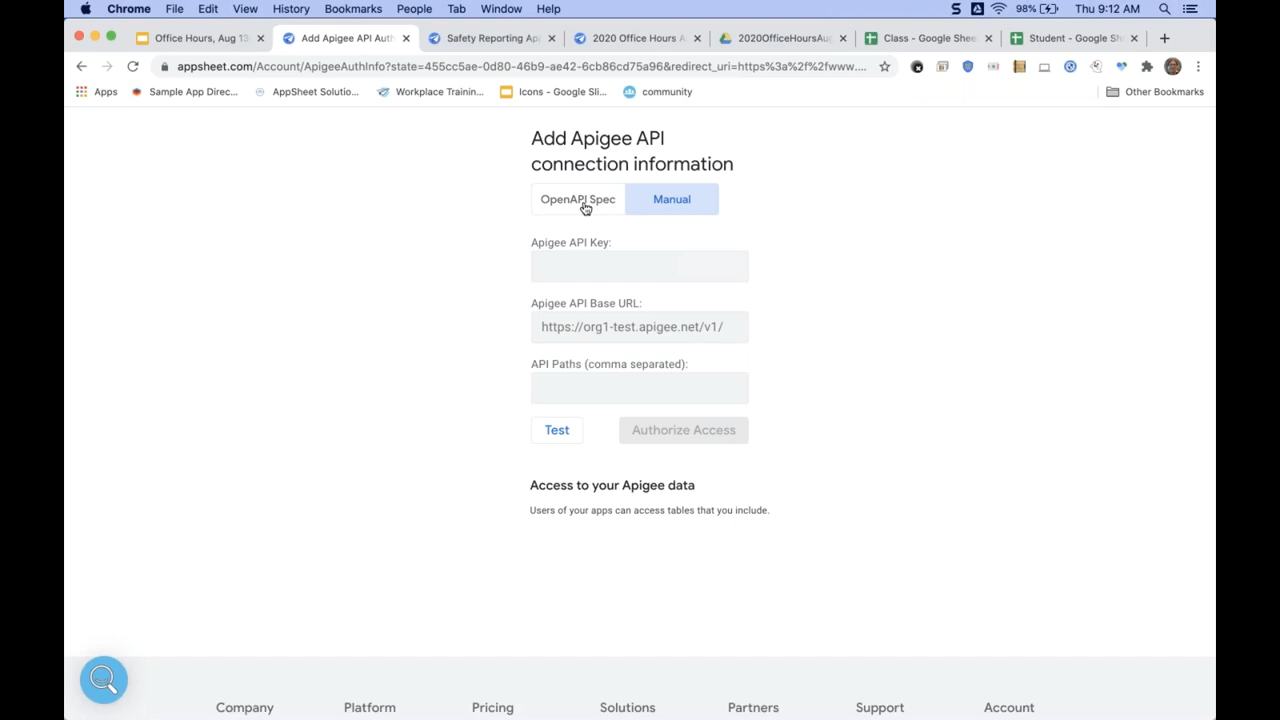 Chrome File Edit View History Bookmarks People Tab Window Help 98% Thu 9:12 AM
Office Hours, Aug 13 Add Apigee API Auth Safety Reporting Ap 2020 Office Hours A 2020OfficeHoursAug Class - Google She Student - Google Sh
appsheet.com/Account/ApigeeAuthInfo?state=455cc5ae-0d80-46b9-ae42-6cb86cd75a96&redirect_uri=https%3a%2f%2fwww....
Apps Sample App Direc... AppSheet Solutio... Workplace Trainin... Icons - Google Sli... community Other Bookmarks
Add Apigee API
connection information
OpenAPI Spec Manual
Apigee API Key:
Apigee API Base URL:
https://org1-test.apigee.net/v1/
API Paths (comma separated):
Test Authorize Access
Access to your Apigee data
Users of your apps can access tables that you include.
Company Platform Pricing Solutions Partners Support Account